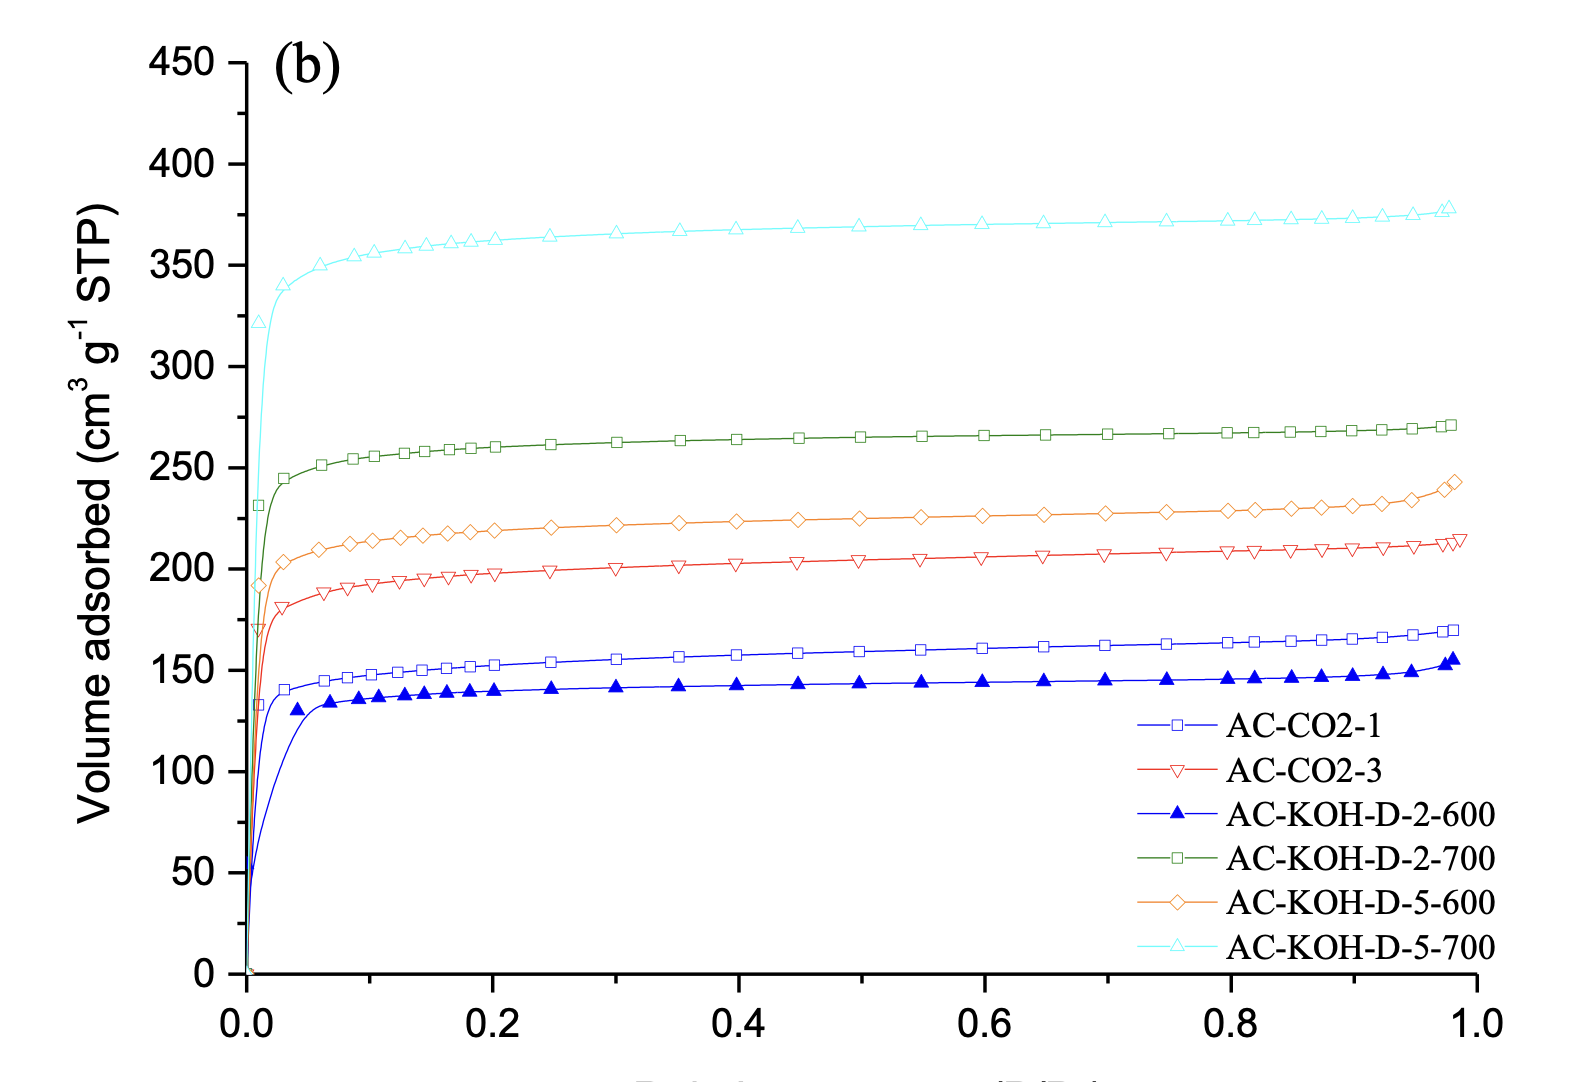 (b)
450
400
350
300
250
200
150
100
50
0
Volume adsorbed (cm³ g⁻¹ STP)
AC-CO2-1
AC-CO2-3
AC-KOH-D-2-600
AC-KOH-D-2-700
AC-KOH-D-5-600
AC-KOH-D-5-700
0.0 0.2 0.4 0.6 0.8 1.0